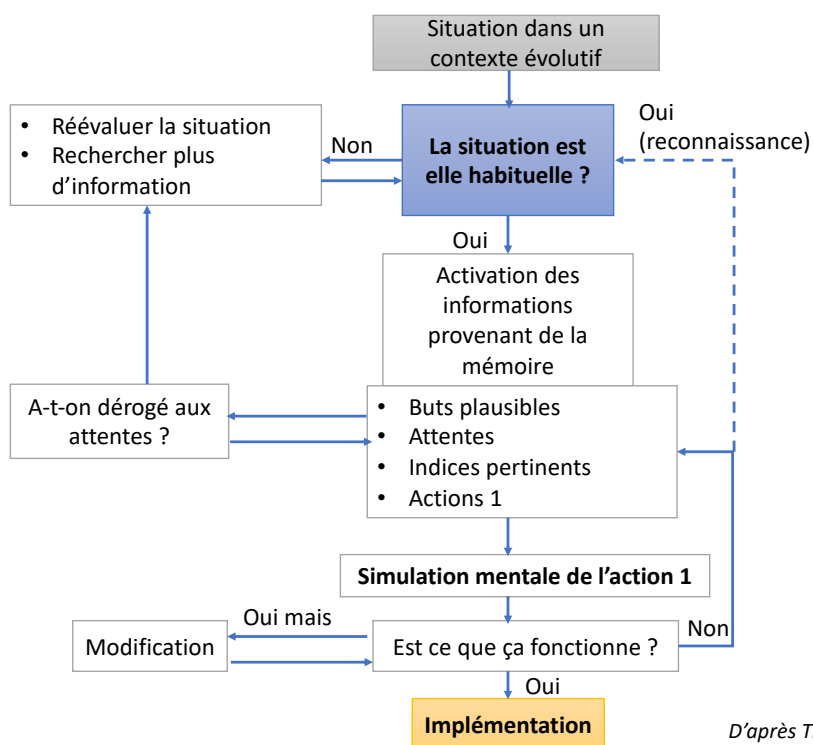 Situation dans un
contexte évolutif
Oui
(reconnaissance)
• Réévaluer la situation
• Rechercher plus
d’information
Non
La situation est
elle habituelle ?
Oui
Activation des
informations
provenant de la
mémoire
A-t-on dérogé aux
attentes ?
• Buts plausibles
• Attentes
• Indices pertinents
• Actions 1
Simulation mentale de l’action 1
Oui mais
Modification
Est ce que ça fonctionne ?
Non
Oui
Implémentation
D’après